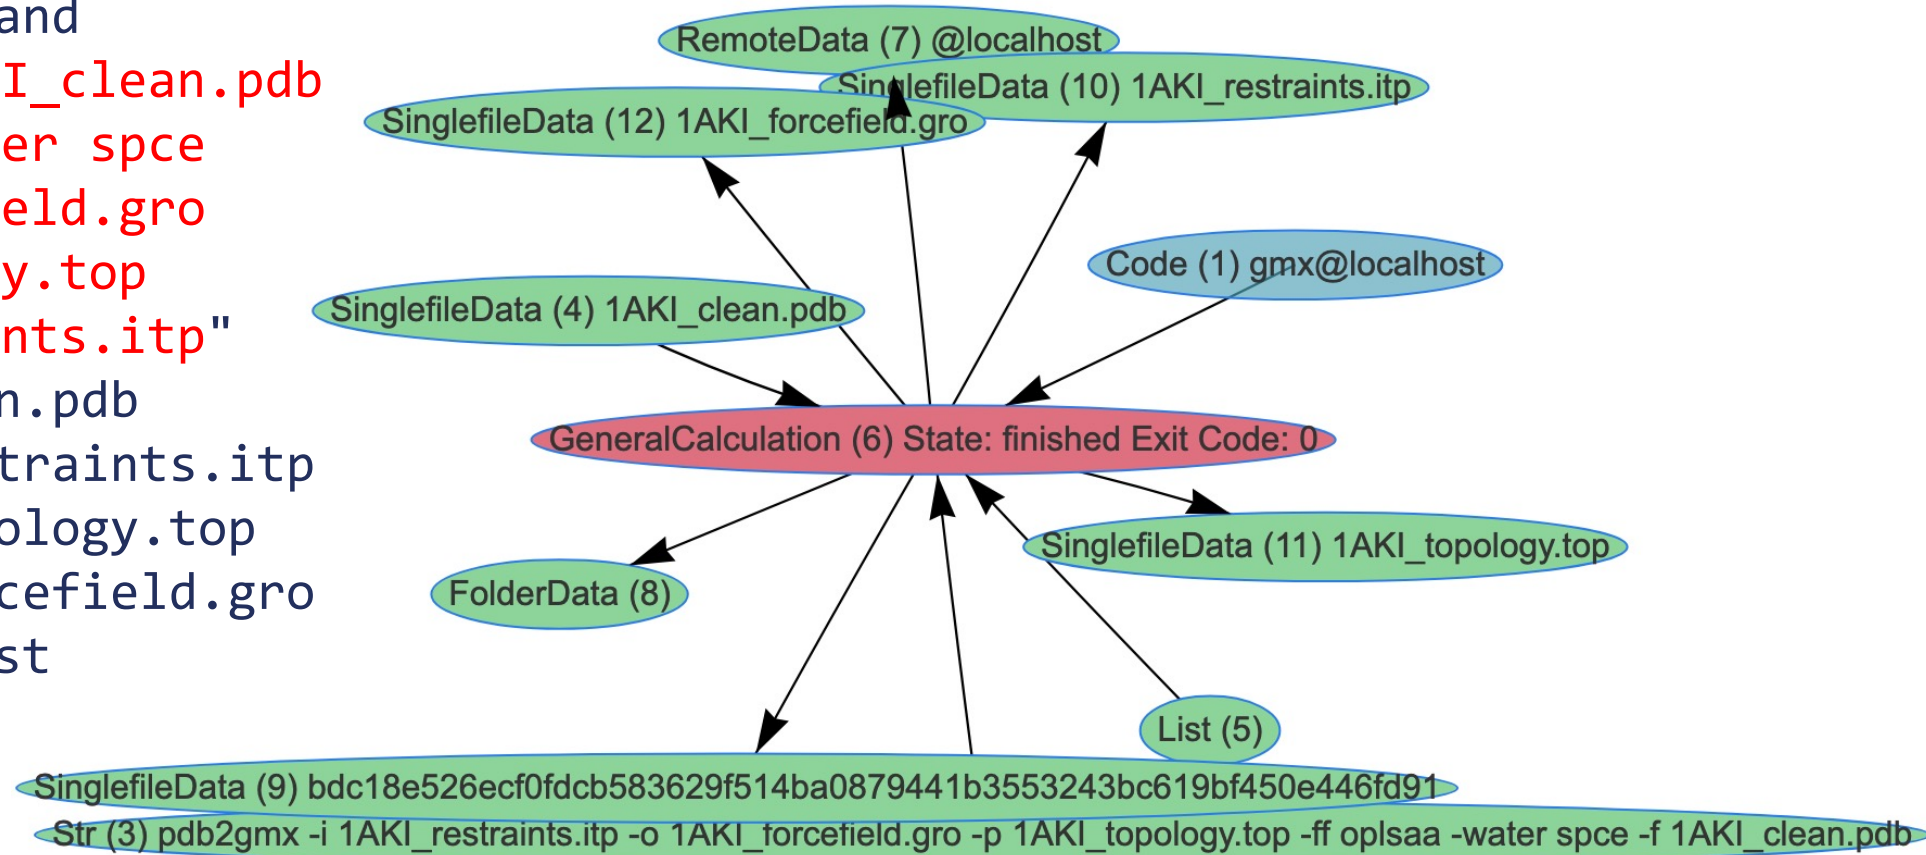 and
I_clean.pdb
er spce
eld.gro
y.top
nts.itp"
n.pdb
traints.itp
ology.top
cefield.gro
st
RemoteData (7) @localhost
SinglefileData (10) 1AKI_restraints.itp
SinglefileData (12) 1AKI_forcefield.gro
Code (1) gmx@localhost
SinglefileData (4) 1AKI_clean.pdb
GeneralCalculation (6) State: finished Exit Code: 0
SinglefileData (11) 1AKI_topology.top
FolderData (8)
List (5)
SinglefileData (9) bdc18e526ecf0fdcb583629f514ba0879441b3553243bc619bf450e446fd91
Str (3) pdb2gmx -i 1AKI_restraints.itp -o 1AKI_forcefield.gro -p 1AKI_topology.top -ff oplsaa -water spce -f 1AKI_clean.pdb